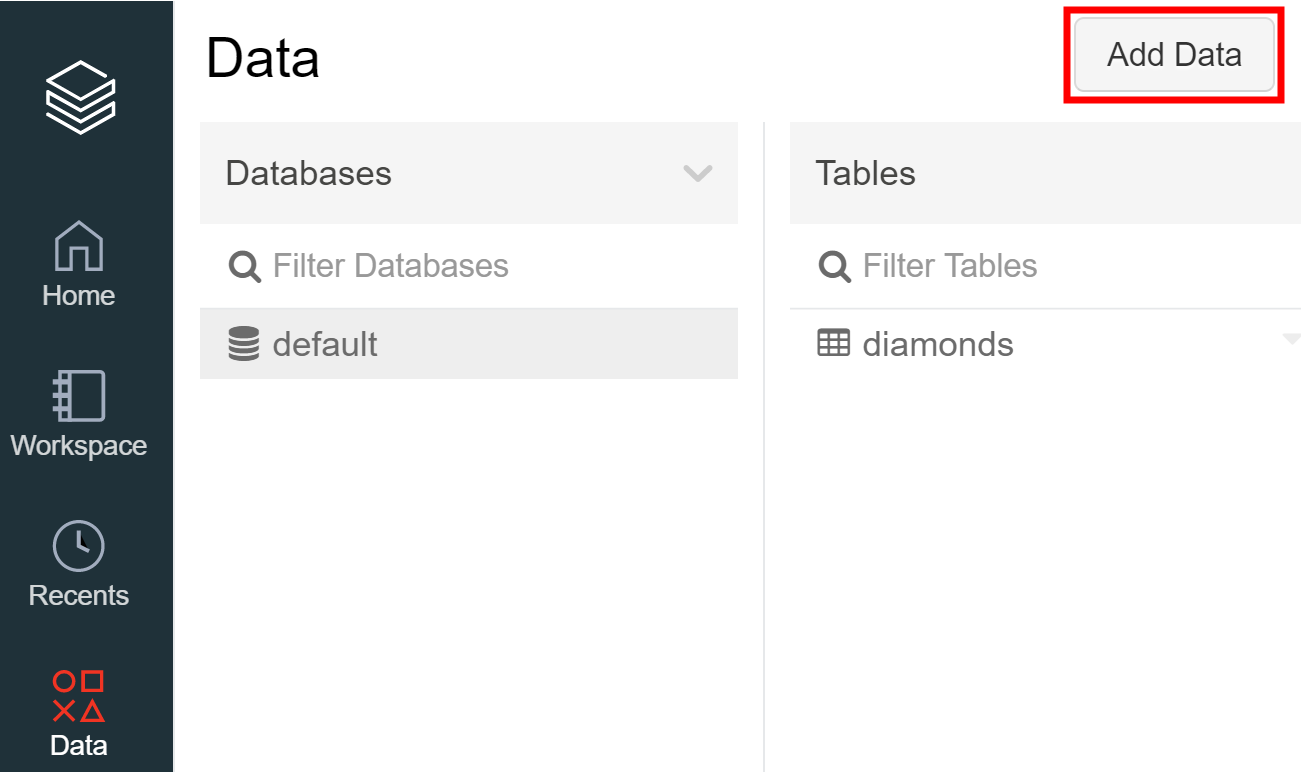 Data
Add Data
Databases
Tables
Filter Databases
Filter Tables
default
diamonds
Home
Workspace
Recents
Data